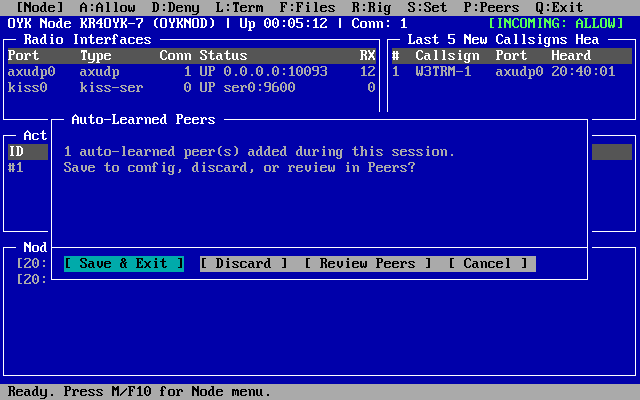 [Node] A:Allow D:Deny L:Term F:Files R:Rig S:Set P:Peers Q:Exit
OYK Node KR4OYK-7 (OYKNOD) | Up 00:05:12 | Conn: 1 [INCOMING: ALLOW]
Radio Interfaces
Port Type Conn Status RX
axudp0 axudp 1 UP 0.0.0.0:10093 12
kiss0 kiss-ser 0 UP ser0:9600 0
Last 5 New Callsigns Hea
# Callsign Port Heard
1 W3TRM-1 axudp0 20:40:01
Act
ID
#1
Auto-Learned Peers
1 auto-learned peer(s) added during this session.
Save to config, discard, or review in Peers?
[ Save & Exit ] [ Discard ] [ Review Peers ] [ Cancel ]
Nod
[20:
[20:
Ready. Press M/F10 for Node menu.